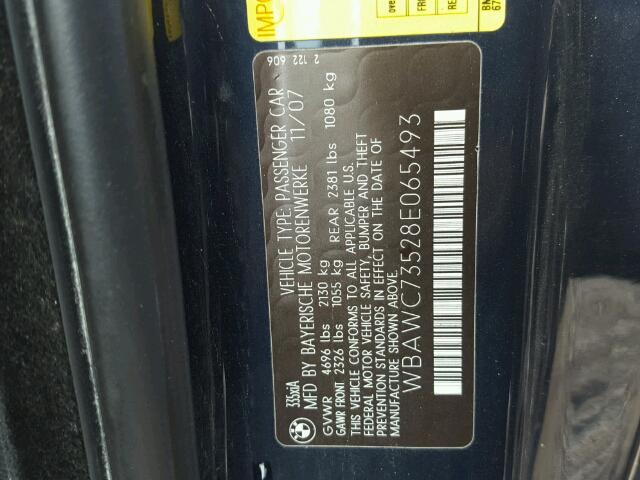 2 122 606
335xiA VEHICLE TYPE: PASSENGER CAR
MFD BY BAYERISCHE MOTORENWERKE 11/07
GVWR 4696 lbs 2130 kg
GAWR FRONT 2326 lbs 1055 kg REAR 2381 lbs 1080 kg
THIS VEHICLE CONFORMS TO ALL APPLICABLE U.S.
FEDERAL MOTOR VEHICLE SAFETY, BUMPER AND THEFT
PREVENTION STANDARDS IN EFFECT ON THE DATE OF
MANUFACTURE SHOWN ABOVE.
WBAWC73528E065493